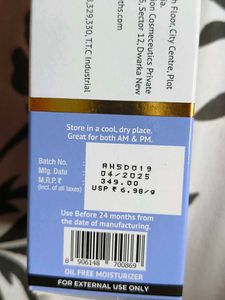 h Floor, City Centre, Plot
ion Cosmeceutics Private
5, Sector 12, Dwarka New
ths.com
,329,330, T.T.C Industrial
Store in a cool, dry place.
Great for both AM & PM.
Batch No. AH5D019
Mfg. Date 04/2025
M.R.P. ₹ 349.00
(Incl. of all taxes) USP ₹ 6.98/g
Use Before 24 months from
the date of manufacturing.
8 906148 700869
OIL FREE MOISTURIZER
FOR EXTERNAL USE ONLY